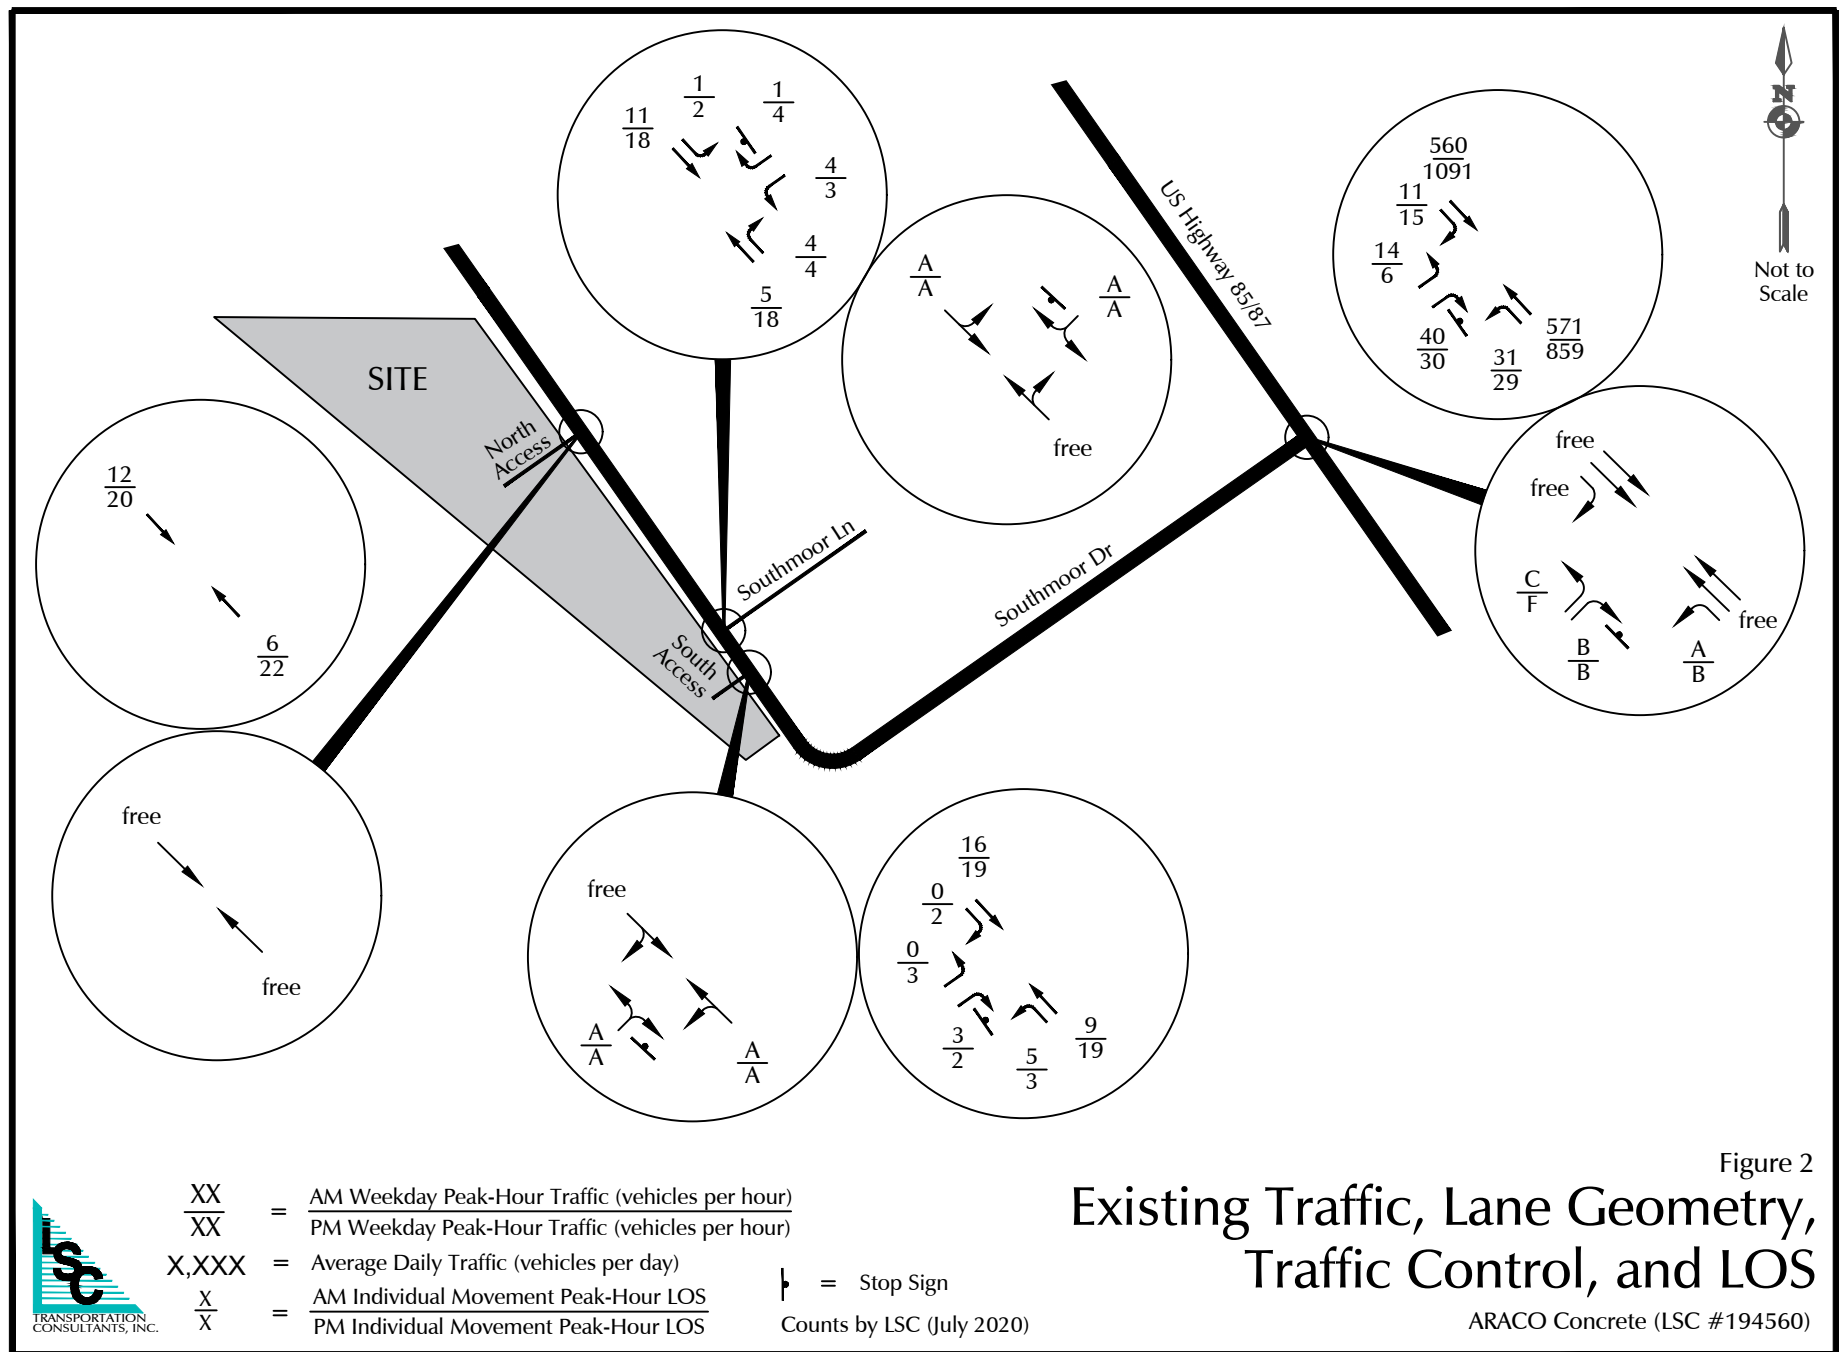 1
2
1
4
11
18
4
3
4
4
5
18
A
A
A
A
free
US Highway 85/87
560
1091
11
15
14
6
40
30
31
29
571
859
N
Not to
Scale
SITE
North
Access
Southmoor Ln
South
Access
Southmoor Dr
free
free
C
F
B
B
A
B
free
12
20
6
22
free
free
free
A
A
A
A
16
19
0
2
0
3
3
2
5
3
9
19
Figure 2
Existing Traffic, Lane Geometry,
Traffic Control, and LOS
ARACO Concrete (LSC #194560)
LSC
TRANSPORTATION
CONSULTANTS, INC.
XX
XX
=
AM Weekday Peak-Hour Traffic (vehicles per hour)
PM Weekday Peak-Hour Traffic (vehicles per hour)
X,XXX = Average Daily Traffic (vehicles per day)
X
X
=
AM Individual Movement Peak-Hour LOS
PM Individual Movement Peak-Hour LOS
= Stop Sign
Counts by LSC (July 2020)